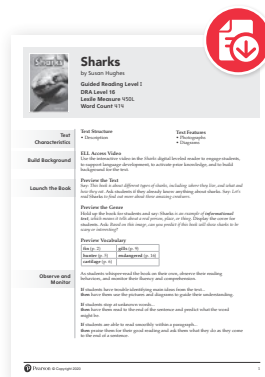 Sharks
by Susan Hughes
Guided Reading Level I
DRA Level 16
Lexile Measure 450L
Word Count 414
Text Characteristics
Text Structure
• Description
Text Features
• Photographs
• Diagrams
Build Background
ELL Access Video
Use the interactive video in the Sharks digital leveled reader to engage students,
to support language development, to activate prior knowledge, and to build
background for the text.
Launch the Book
Preview the Text
Say: This book is about different types of sharks, including where they live, and what and
how they eat. Ask students if they already know anything about sharks. Say: Let's
read Sharks to find out more about these amazing creatures.
Preview the Genre
Hold up the book for students and say: Sharks is an example of informational
text, which means it tells about a real person, place, or thing. Display the cover for
students. Ask: Based on this image, can you predict if this book will show sharks to be
scary or interesting?
Preview Vocabulary
fin (p. 2)
gills (p. 9)
hunter (p. 5)
endangered (p. 16)
cartilage (p. 6)
Observe and Monitor
As students whisper-read the book on their own, observe their reading
behaviors, and monitor their fluency and comprehension.
If students have trouble identifying main ideas from the text...
then have them use the pictures and diagrams to guide their understanding.
If students stop at unknown words...
then have them read to the end of the sentence and predict what the word
might be.
If students are able to read smoothly within a paragraph...
then praise them for their good reading and ask them what they do as they come
to the end of a sentence.
Pearson © Copyright 2020
1